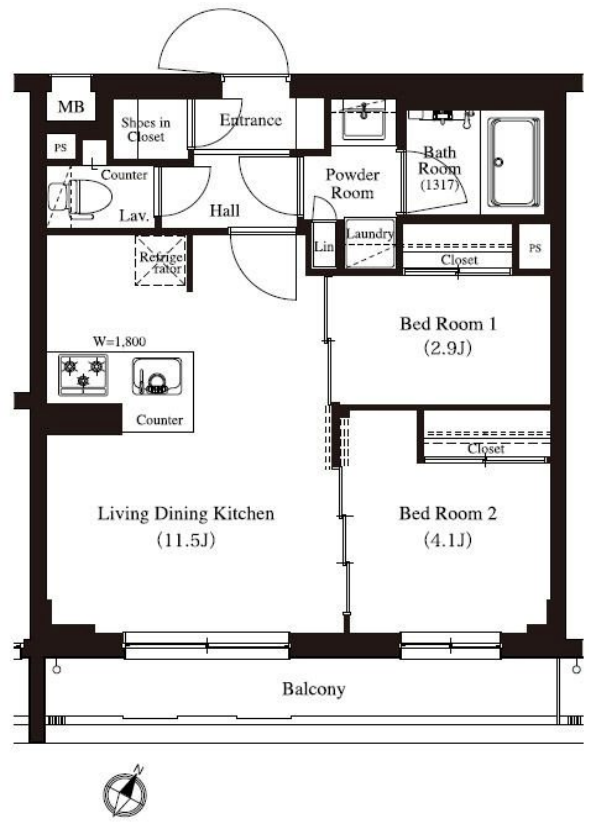 MB
PS
Shoes in
Closet
Entrance
Counter
Lav.
Hall
Powder
Room
Bath
Room
(1317)
Lin
Laundry
Closet
PS
Refrige
rator
W=1,800
Counter
Bed Room 1
(2.9J)
Closet
Living Dining Kitchen
(11.5J)
Bed Room 2
(4.1J)
Balcony
N